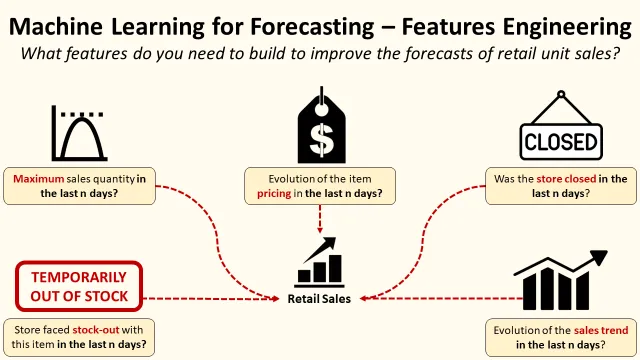 Machine Learning for Forecasting – Features Engineering
What features do you need to build to improve the forecasts of retail unit sales?
$
CLOSED
Maximum sales quantity in
the last n days?
Evolution of the item
pricing in the last n days?
Was the store closed in the
last n days?
TEMPORARILY
OUT OF STOCK
Retail Sales
Store faced stock-out with
this item in the last n days?
Evolution of the sales trend
in the last n days?